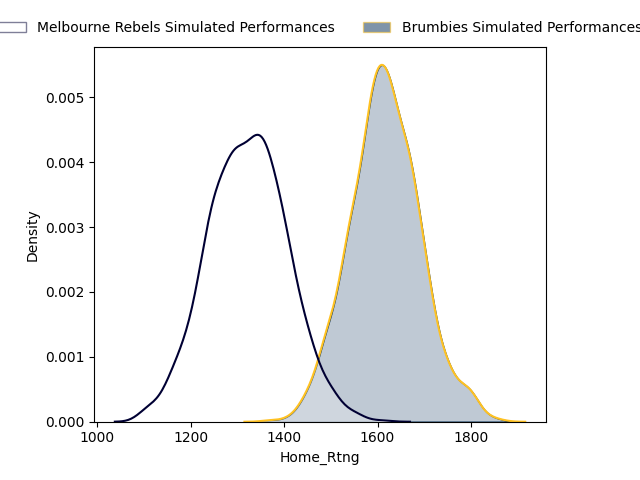 Melbourne Rebels Simulated Performances Brumbies Simulated Performances
0.005
0.004
0.003
0.002
0.001
0.000
Density
1000 1200 1400 1600 1800
Home_Rtng